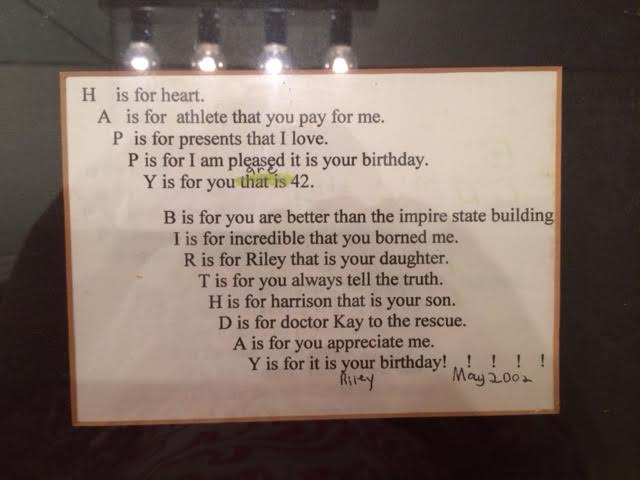 H is for heart.
A is for athlete that you pay for me.
P is for presents that I love.
P is for I am pleased it is your birthday.
are
Y is for you that is 42.
B is for you are better than the impire state building
I is for incredible that you borned me.
R is for Riley that is your daughter.
T is for you always tell the truth.
H is for harrison that is your son.
D is for doctor Kay to the rescue.
A is for you appreciate me.
Y is for it is your birthday! ! ! ! !
Riley May 2002